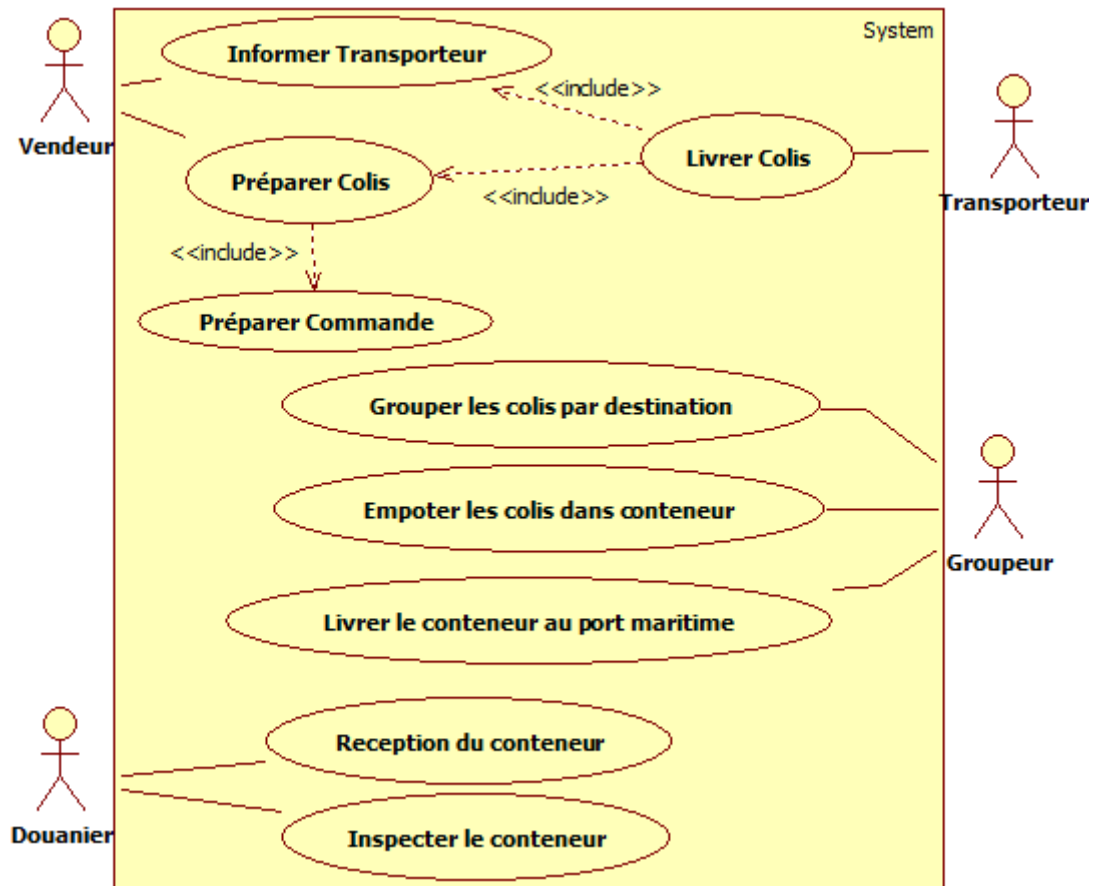 System
Informer Transporteur
<<include>>
Vendeur
Livrer Colis
Préparer Colis
<<include>>
Transporteur
<<include>>
Préparer Commande
Grouper les colis par destination
Empoter les colis dans conteneur
Groupeur
Livrer le conteneur au port maritime
Reception du conteneur
Douanier
Inspecter le conteneur